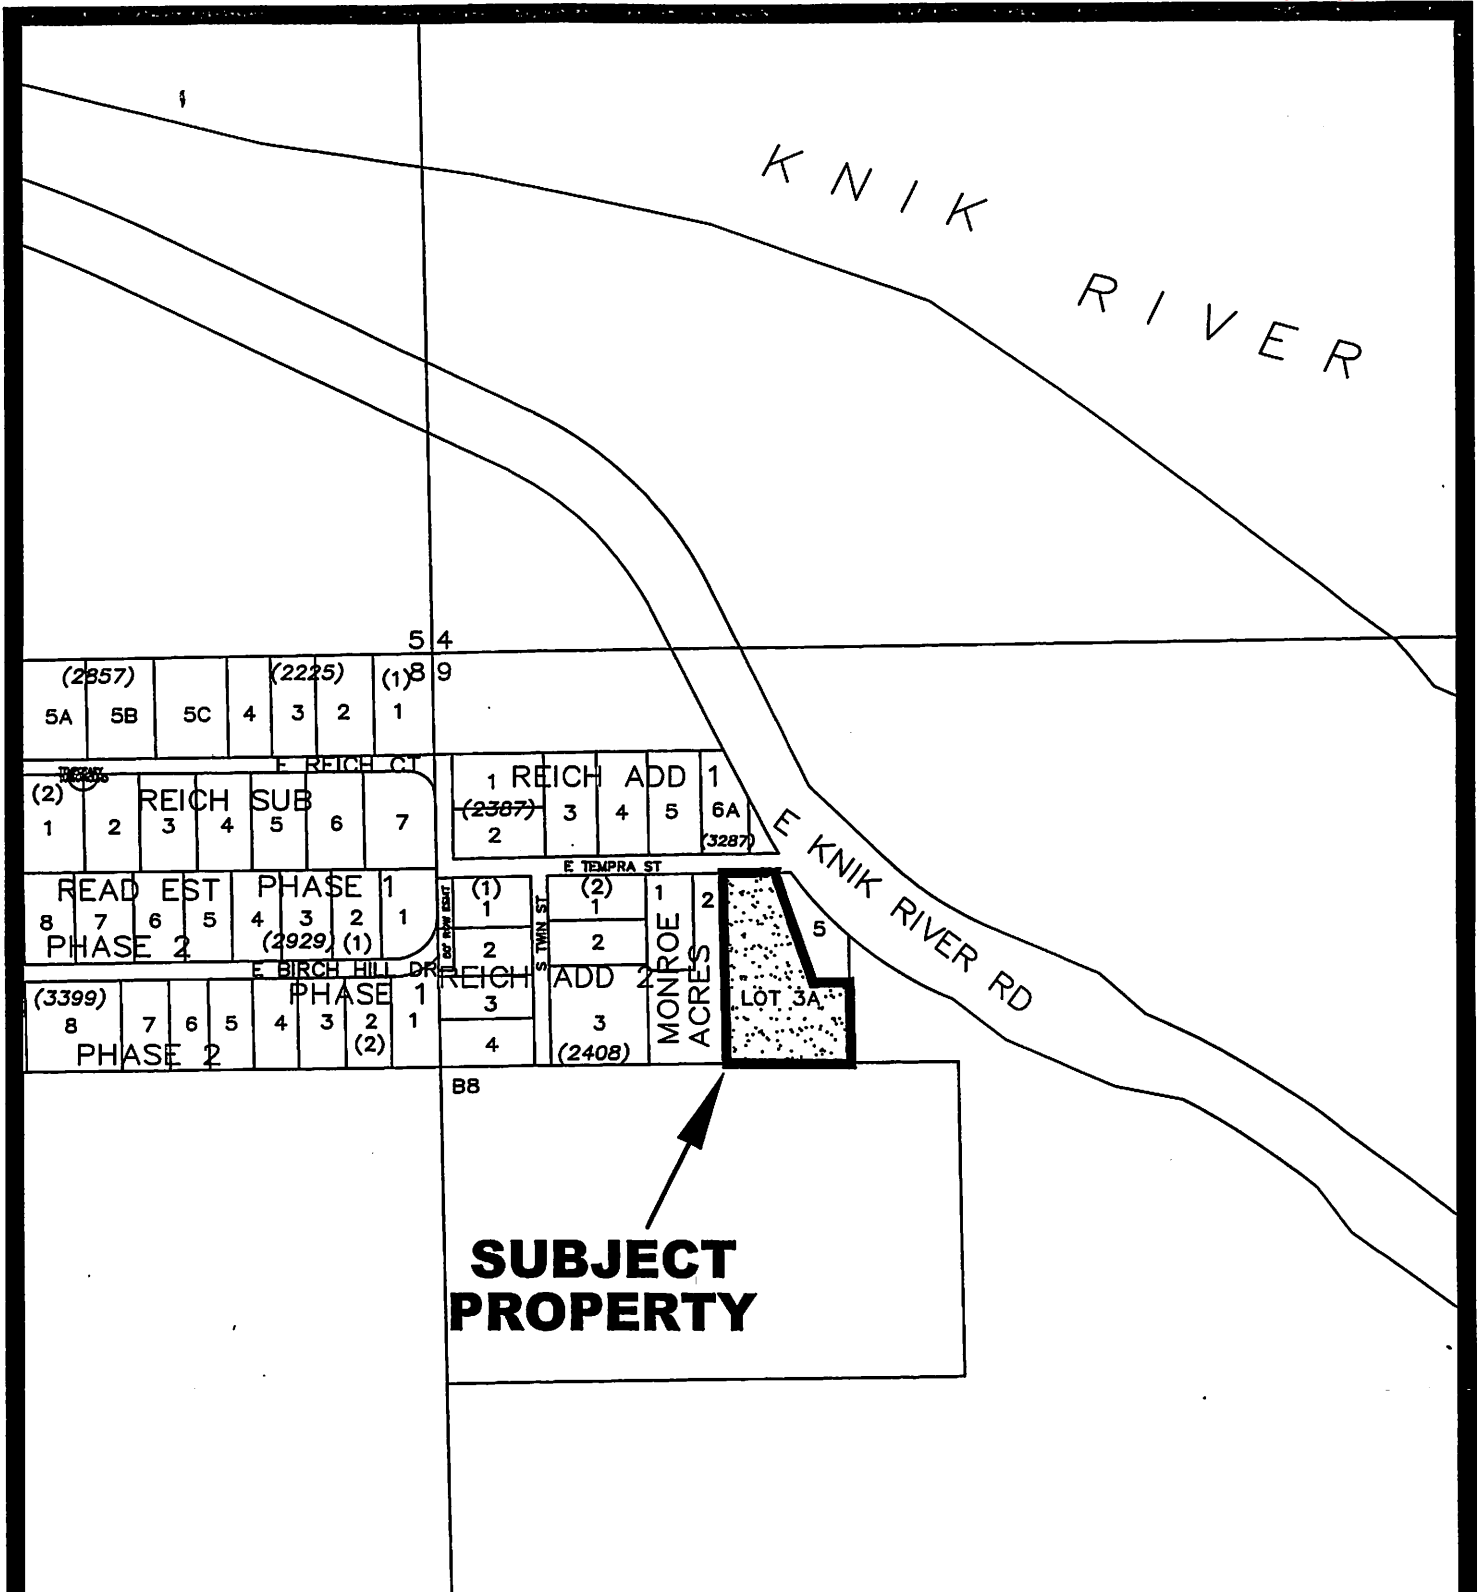 KNIK RIVER
5 4
8 9
(2857) (2225) (1)
5A 5B 5C 4 3 2 1
E REICH CT
1 REICH ADD 1
(2387)
2 3 4 5 6A
(3287)
(2) REICH SUB
1 2 3 4 5 6 7
E TEMPRA ST
E KNIK RIVER RD
READ EST PHASE 1
8 7 6 5 4 3 2 1
PHASE 2 (2929) (1)
60' ROW ESMT
(1)
1
2
S TWN ST
(2)
1
2
1 2
MONROE
ACRES
5
LOT 3A
E BIRCH HILL DR
REICH ADD 2
3
4
3
(2408)
(3399) PHASE 1
8 7 6 5 4 3 2 1
(2)
PHASE 2
B8
SUBJECT
PROPERTY